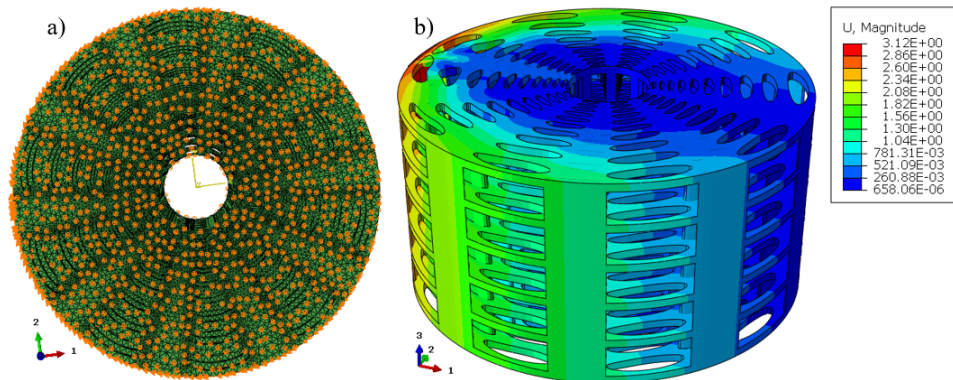 a)
b)
U, Magnitude
3.12E+00
2.86E+00
2.60E+00
2.34E+00
2.08E+00
1.82E+00
1.56E+00
1.30E+00
1.04E+00
781.31E-03
521.09E-03
260.88E-03
658.06E-06
2
1
3
2
1